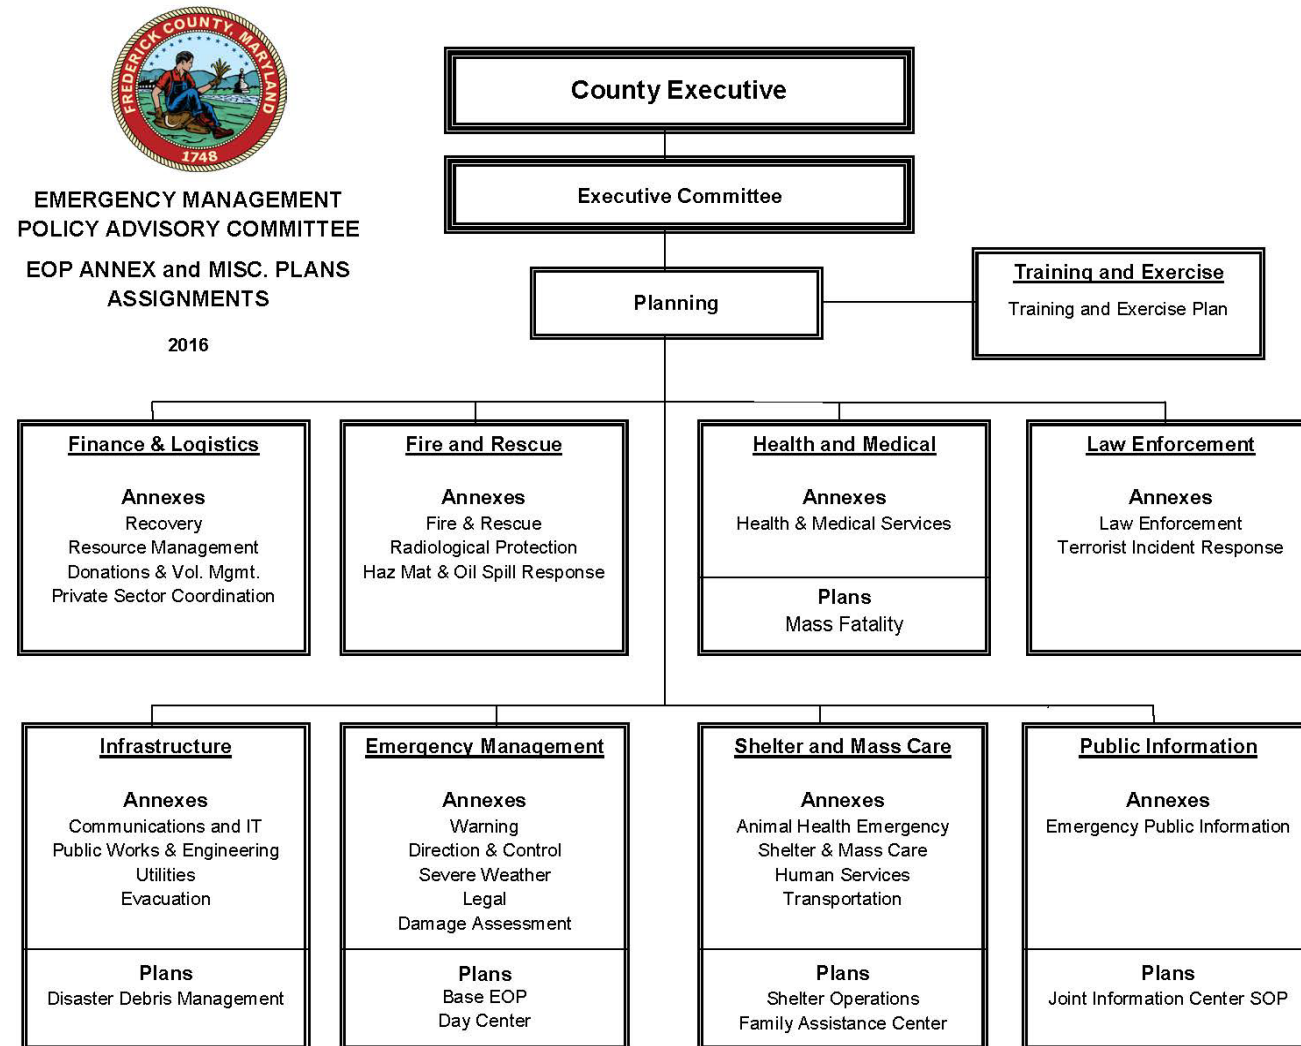 FREDERICK COUNTY, MARYLAND
1748
EMERGENCY MANAGEMENT
POLICY ADVISORY COMMITTEE
EOP ANNEX and MISC. PLANS
ASSIGNMENTS
2016
County Executive
Executive Committee
Planning
Training and Exercise
Training and Exercise Plan
Finance & Logistics
Annexes
Recovery
Resource Management
Donations & Vol. Mgmt.
Private Sector Coordination
Fire and Rescue
Annexes
Fire & Rescue
Radiological Protection
Haz Mat & Oil Spill Response
Health and Medical
Annexes
Health & Medical Services
Plans
Mass Fatality
Law Enforcement
Annexes
Law Enforcement
Terrorist Incident Response
Infrastructure
Annexes
Communications and IT
Public Works & Engineering
Utilities
Evacuation
Plans
Disaster Debris Management
Emergency Management
Annexes
Warning
Direction & Control
Severe Weather
Legal
Damage Assessment
Plans
Base EOP
Day Center
Shelter and Mass Care
Annexes
Animal Health Emergency
Shelter & Mass Care
Human Services
Transportation
Plans
Shelter Operations
Family Assistance Center
Public Information
Annexes
Emergency Public Information
Plans
Joint Information Center SOP